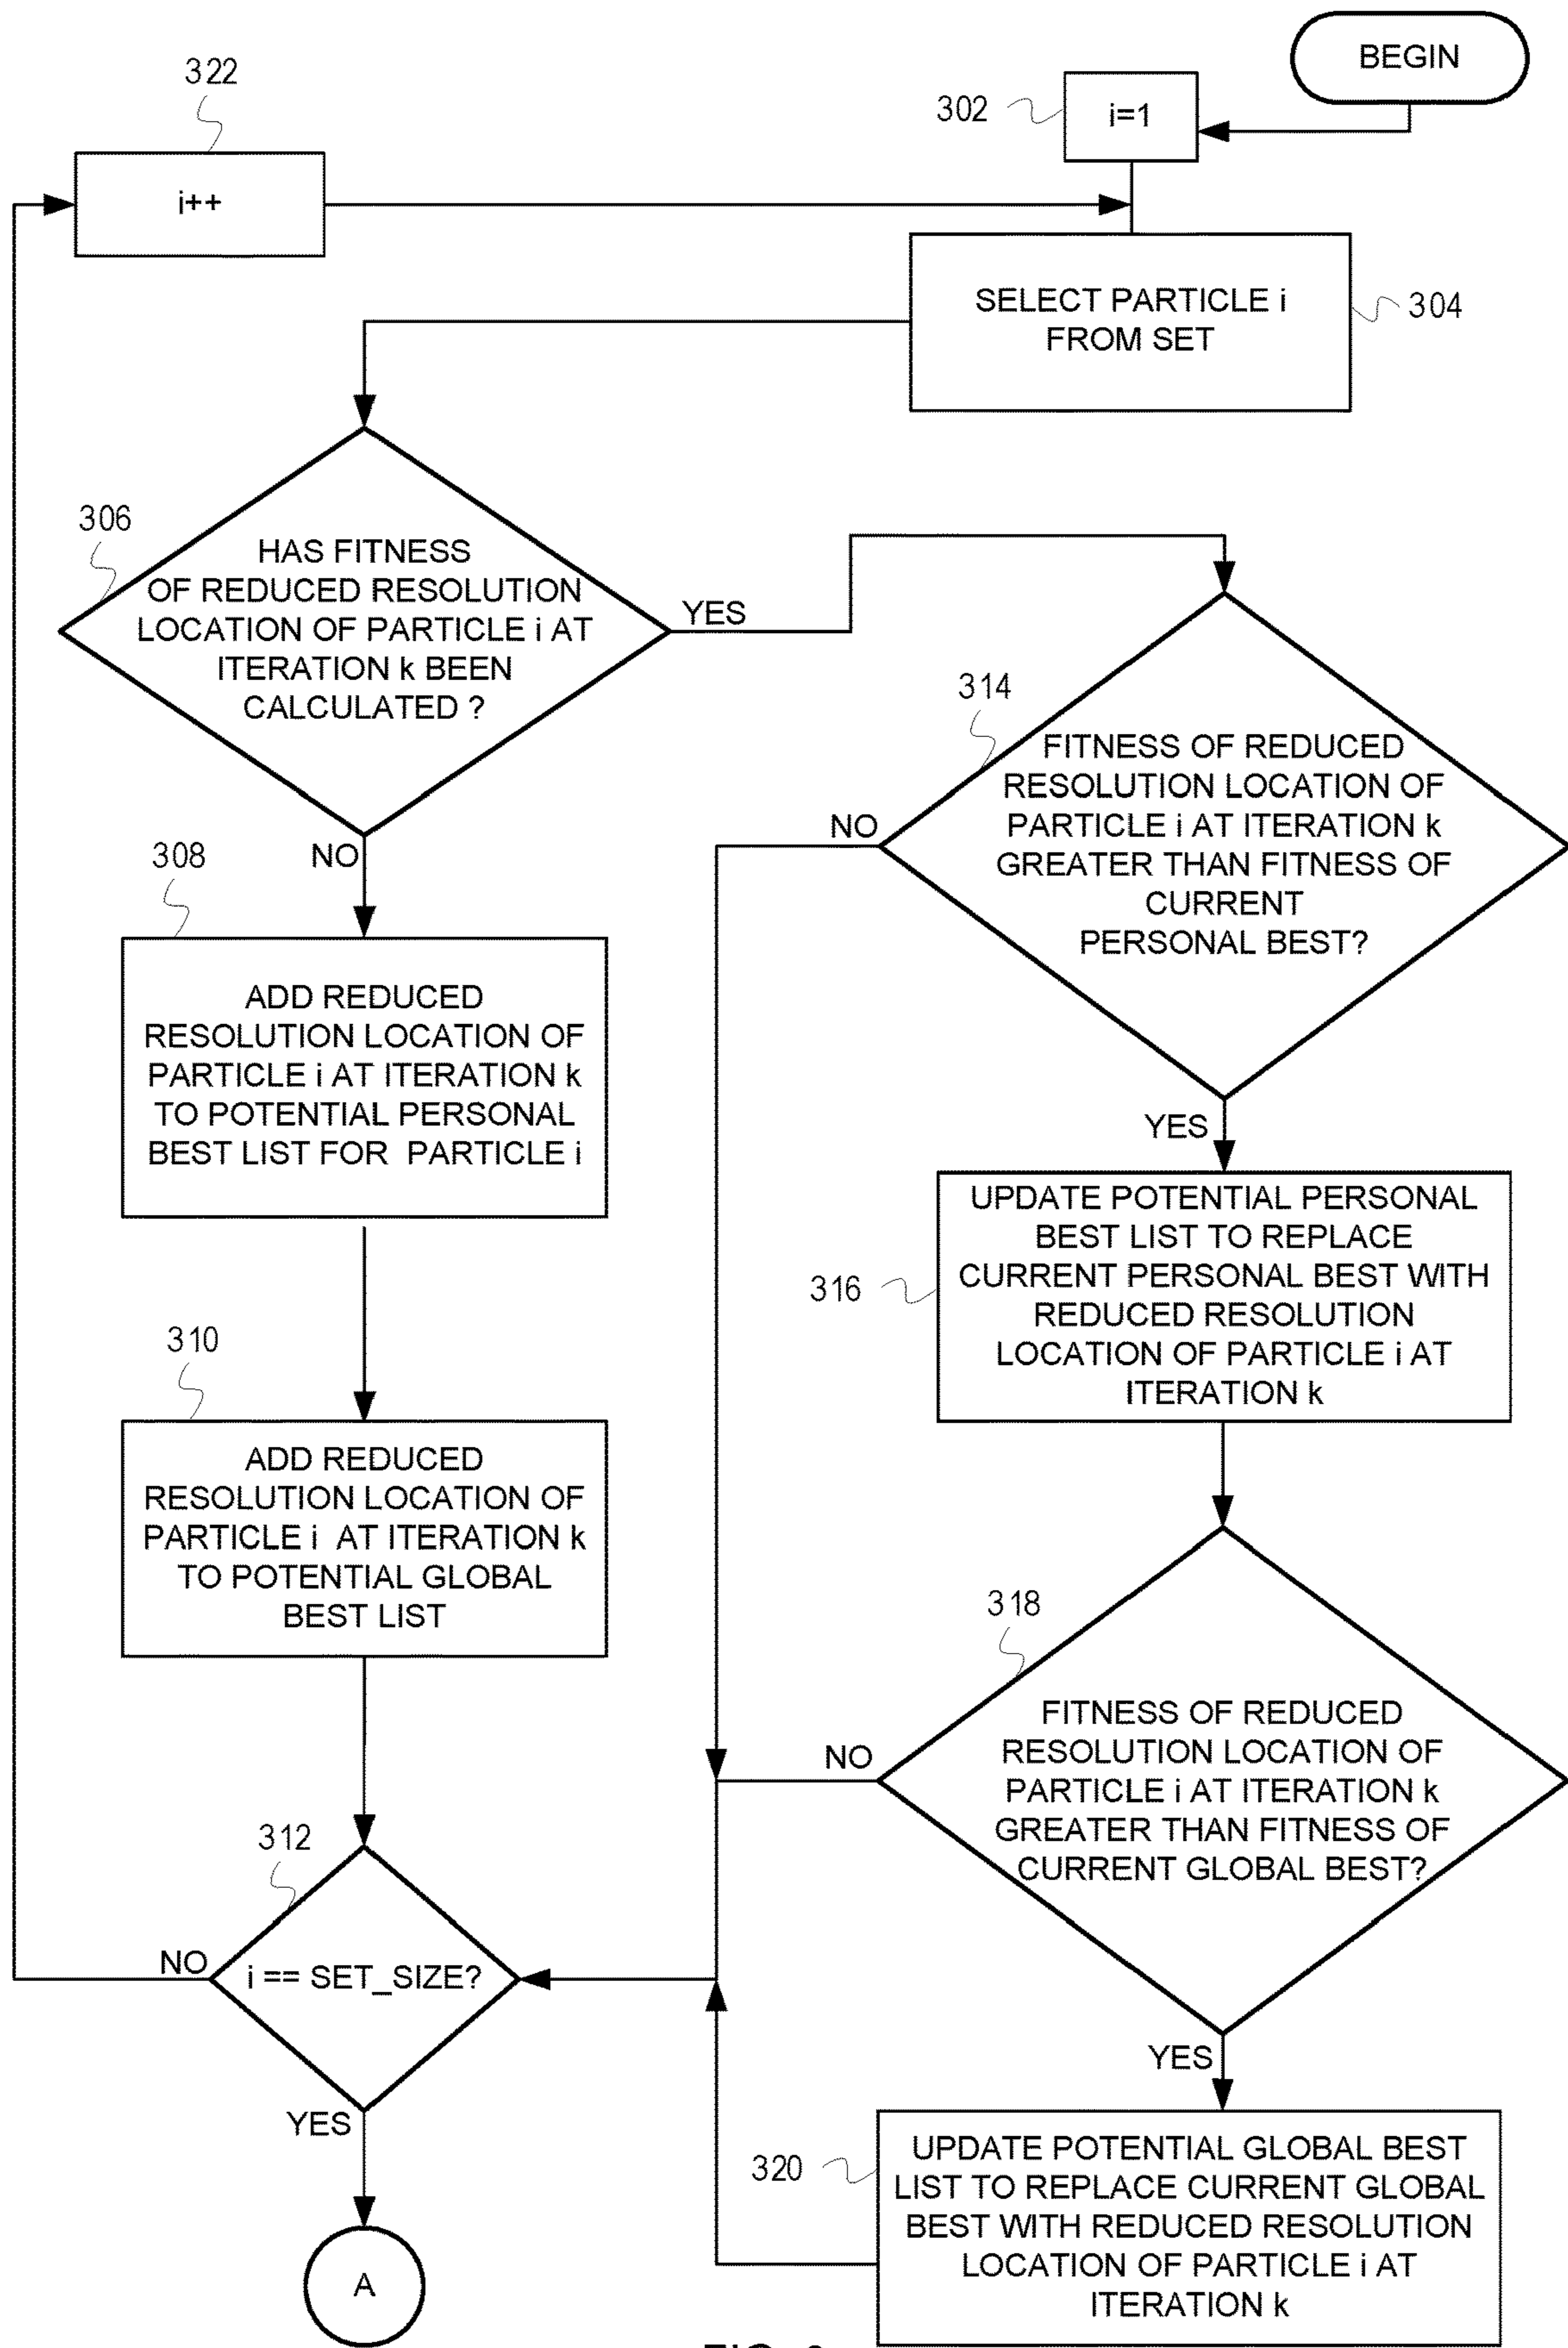 BEGIN
322
302
i=1
i++
SELECT PARTICLE i
FROM SET
304
306
HAS FITNESS
OF REDUCED RESOLUTION
LOCATION OF PARTICLE i AT
ITERATION k BEEN
CALCULATED ?
YES
NO
314
FITNESS OF REDUCED
RESOLUTION LOCATION OF
PARTICLE i AT ITERATION k
GREATER THAN FITNESS OF
CURRENT
PERSONAL BEST?
NO
YES
308
ADD REDUCED
RESOLUTION LOCATION OF
PARTICLE i AT ITERATION k
TO POTENTIAL PERSONAL
BEST LIST FOR PARTICLE i
316
UPDATE POTENTIAL PERSONAL
BEST LIST TO REPLACE
CURRENT PERSONAL BEST WITH
REDUCED RESOLUTION
LOCATION OF PARTICLE i AT
ITERATION k
310
ADD REDUCED
RESOLUTION LOCATION OF
PARTICLE i AT ITERATION k
TO POTENTIAL GLOBAL
BEST LIST
318
FITNESS OF REDUCED
RESOLUTION LOCATION OF
PARTICLE i AT ITERATION k
GREATER THAN FITNESS OF
CURRENT GLOBAL BEST?
NO
YES
312
i == SET_SIZE?
NO
YES
320
UPDATE POTENTIAL GLOBAL BEST
LIST TO REPLACE CURRENT GLOBAL
BEST WITH REDUCED RESOLUTION
LOCATION OF PARTICLE i AT
ITERATION k
A